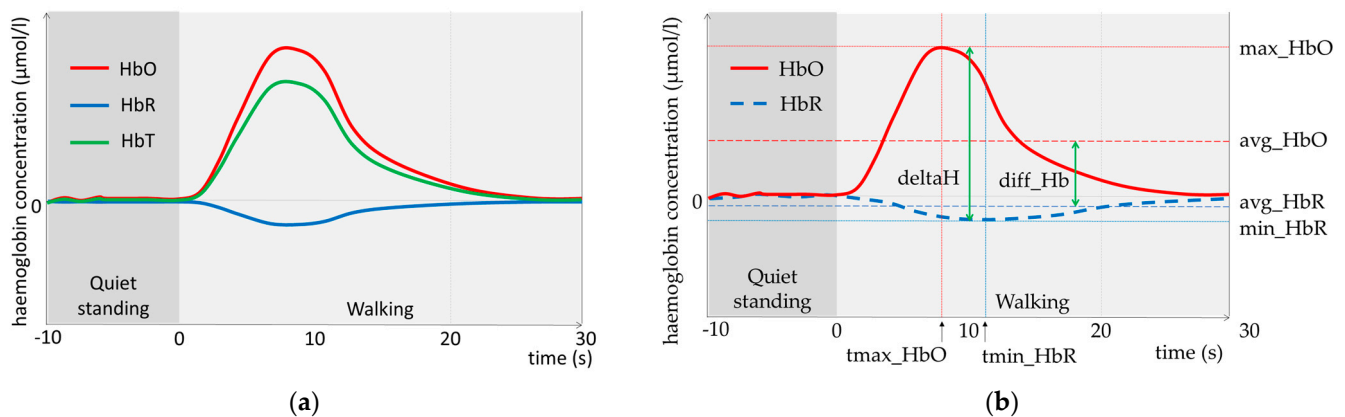 haemoglobin concentration (µmol/l)
HbO
HbR
HbT
0
Quiet
standing
Walking
-10
0
10
20
30
time (s)
(a)
haemoglobin concentration (µmol/l)
HbO
HbR
deltaH
diff_Hb
max_HbO
avg_HbO
avg_HbR
min_HbR
0
Quiet
standing
Walking
-10
0
10
20
30
tmax_HbO
tmin_HbR
time (s)
(b)